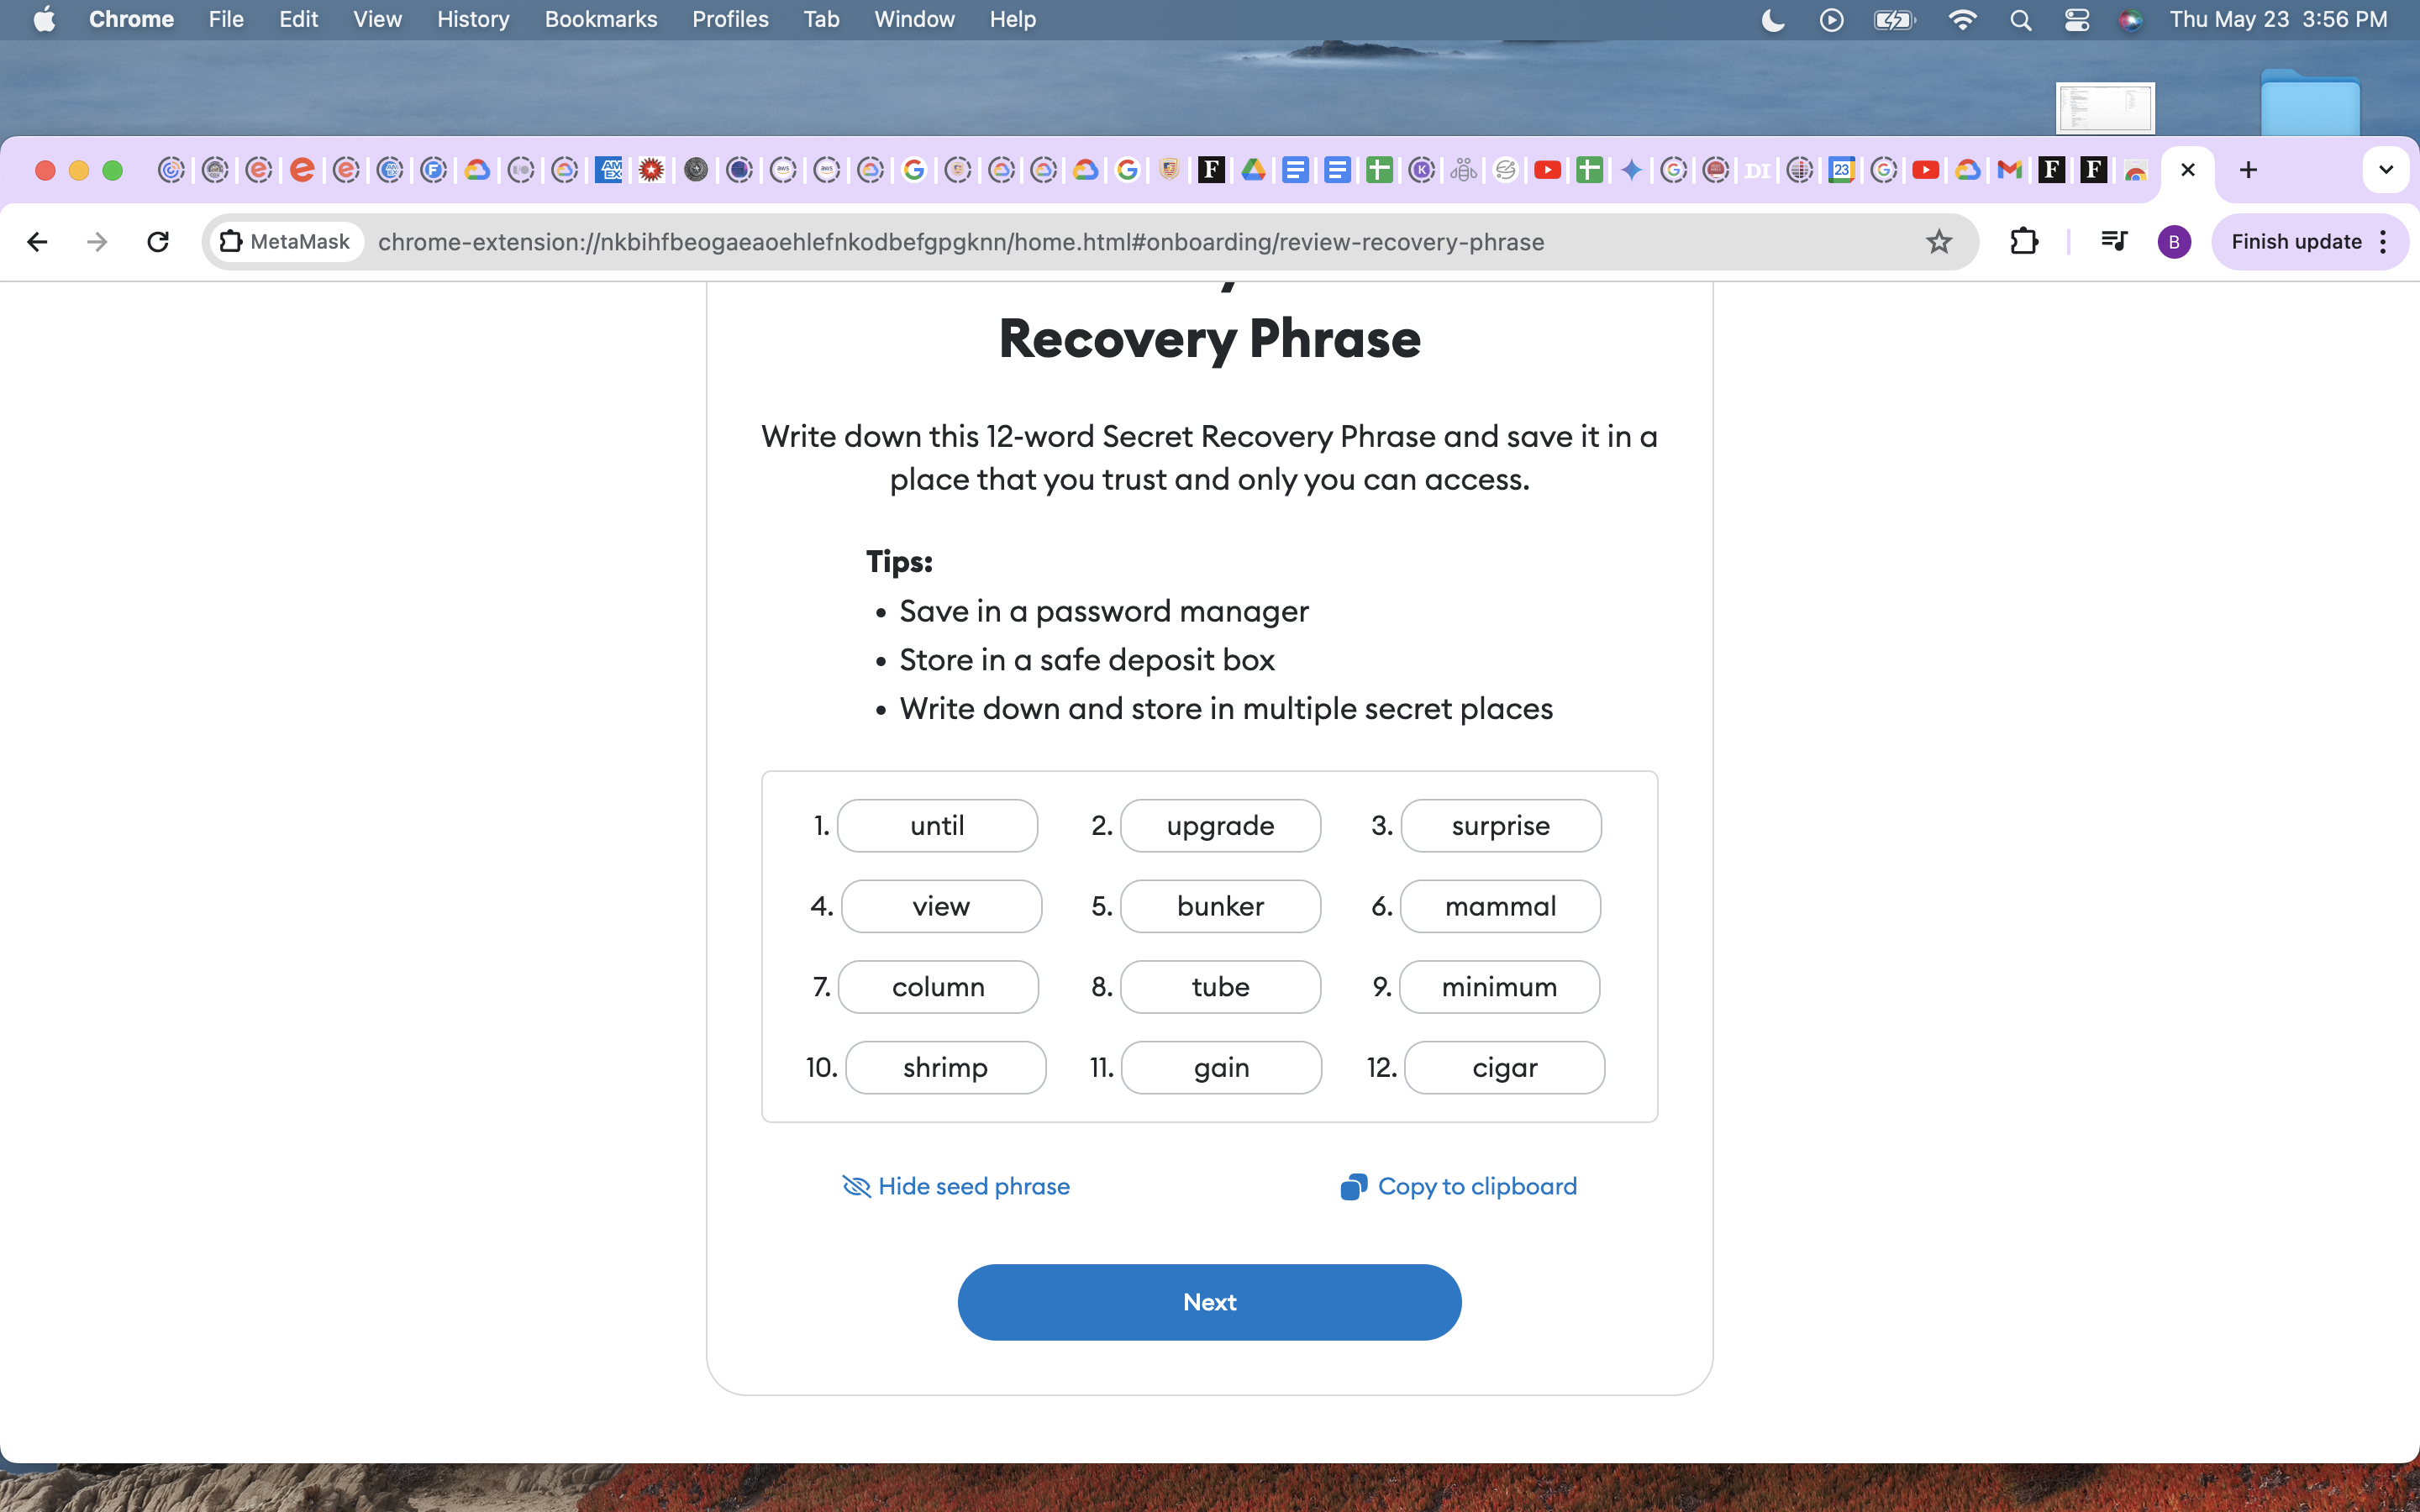 Chrome File Edit View History Bookmarks Profiles Tab Window Help Thu May 23 3:56 PM
MetaMask chrome-extension://nkbihfbeogaeaoehlefnkodbefgpgknn/home.html#onboarding/review-recovery-phrase B Finish update
Recovery Phrase
Write down this 12-word Secret Recovery Phrase and save it in a
place that you trust and only you can access.
Tips:
• Save in a password manager
• Store in a safe deposit box
• Write down and store in multiple secret places
1. until 2. upgrade 3. surprise
4. view 5. bunker 6. mammal
7. column 8. tube 9. minimum
10. shrimp 11. gain 12. cigar
Hide seed phrase Copy to clipboard
Next